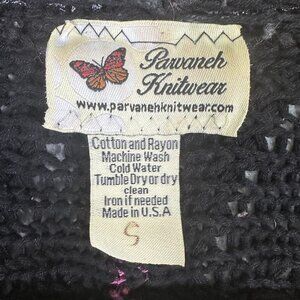 Parvaneh
Knitwear
www.parvanehknitwear.com
Cotton and Rayon
Machine Wash
Cold Water
Tumble Dry or dry
clean
Iron if needed
Made in U.S.A
S